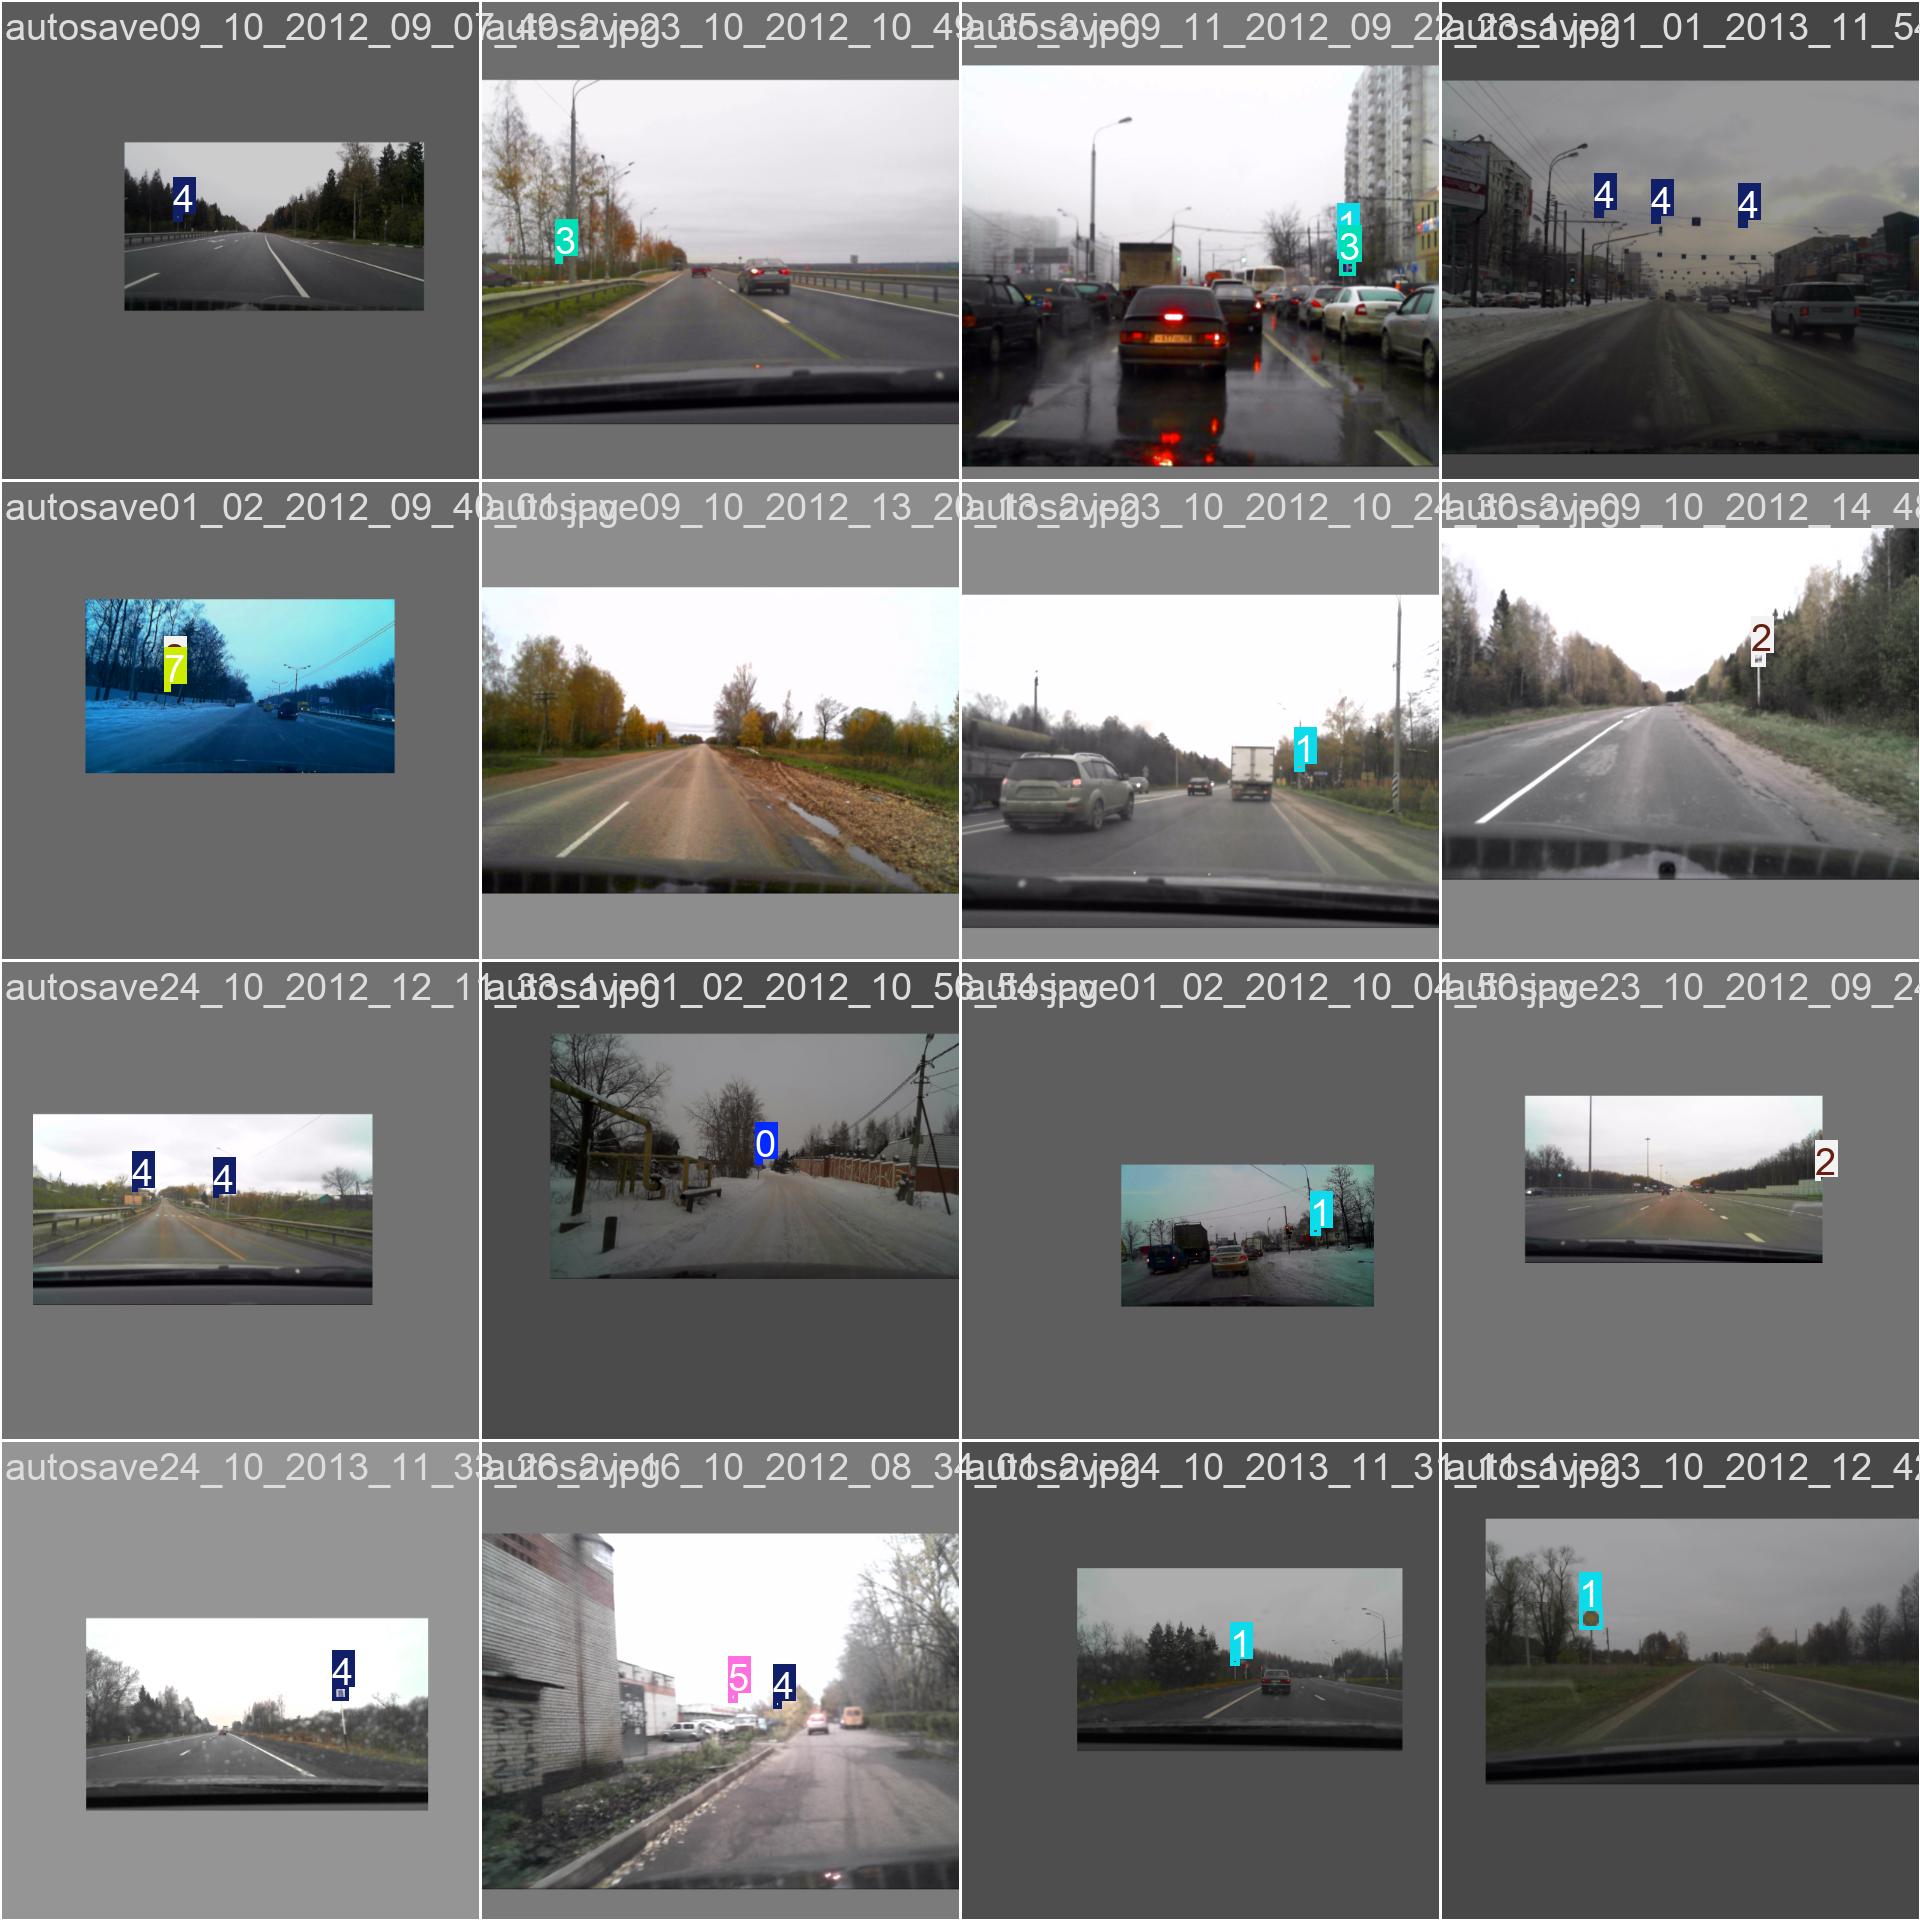 autosave09_10_2012_09_07_49_2.jpg
autosave23_10_2012_10_49_35_3.jpg
autosave09_11_2012_09_22_23_1.jpg
autosave21_01_2013_11_54
4
3
1
3
4
4
4
autosave01_02_2012_09_40_01.jpg
autosave09_10_2012_13_20_13_2.jpg
autosave23_10_2012_10_24_30_3.jpg
autosave09_10_2012_14_48
7
1
2
autosave24_10_2012_12_11_33_1.jpg
autosave01_02_2012_10_56_54.jpg
autosave01_02_2012_10_04_50.jpg
autosave23_10_2012_09_24
4
4
0
1
2
autosave24_10_2013_11_33_26_2.jpg
autosave16_10_2012_08_34_01_2.jpg
autosave24_10_2013_11_31_11_1.jpg
autosave23_10_2012_12_42
4
5
4
1
1